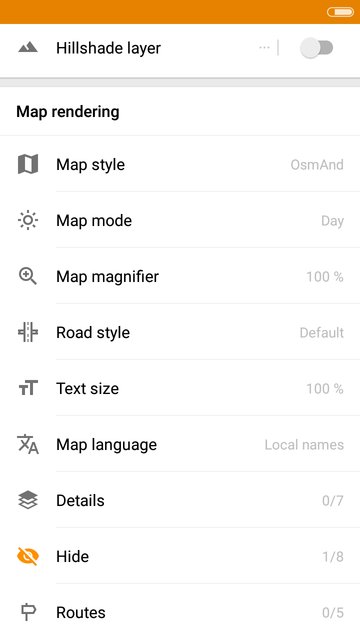 Hillshade layer
Map rendering
Map style OsmAnd
Map mode Day
Map magnifier 100 %
Road style Default
Text size 100 %
Map language Local names
Details 0/7
Hide 1/8
Routes 0/5